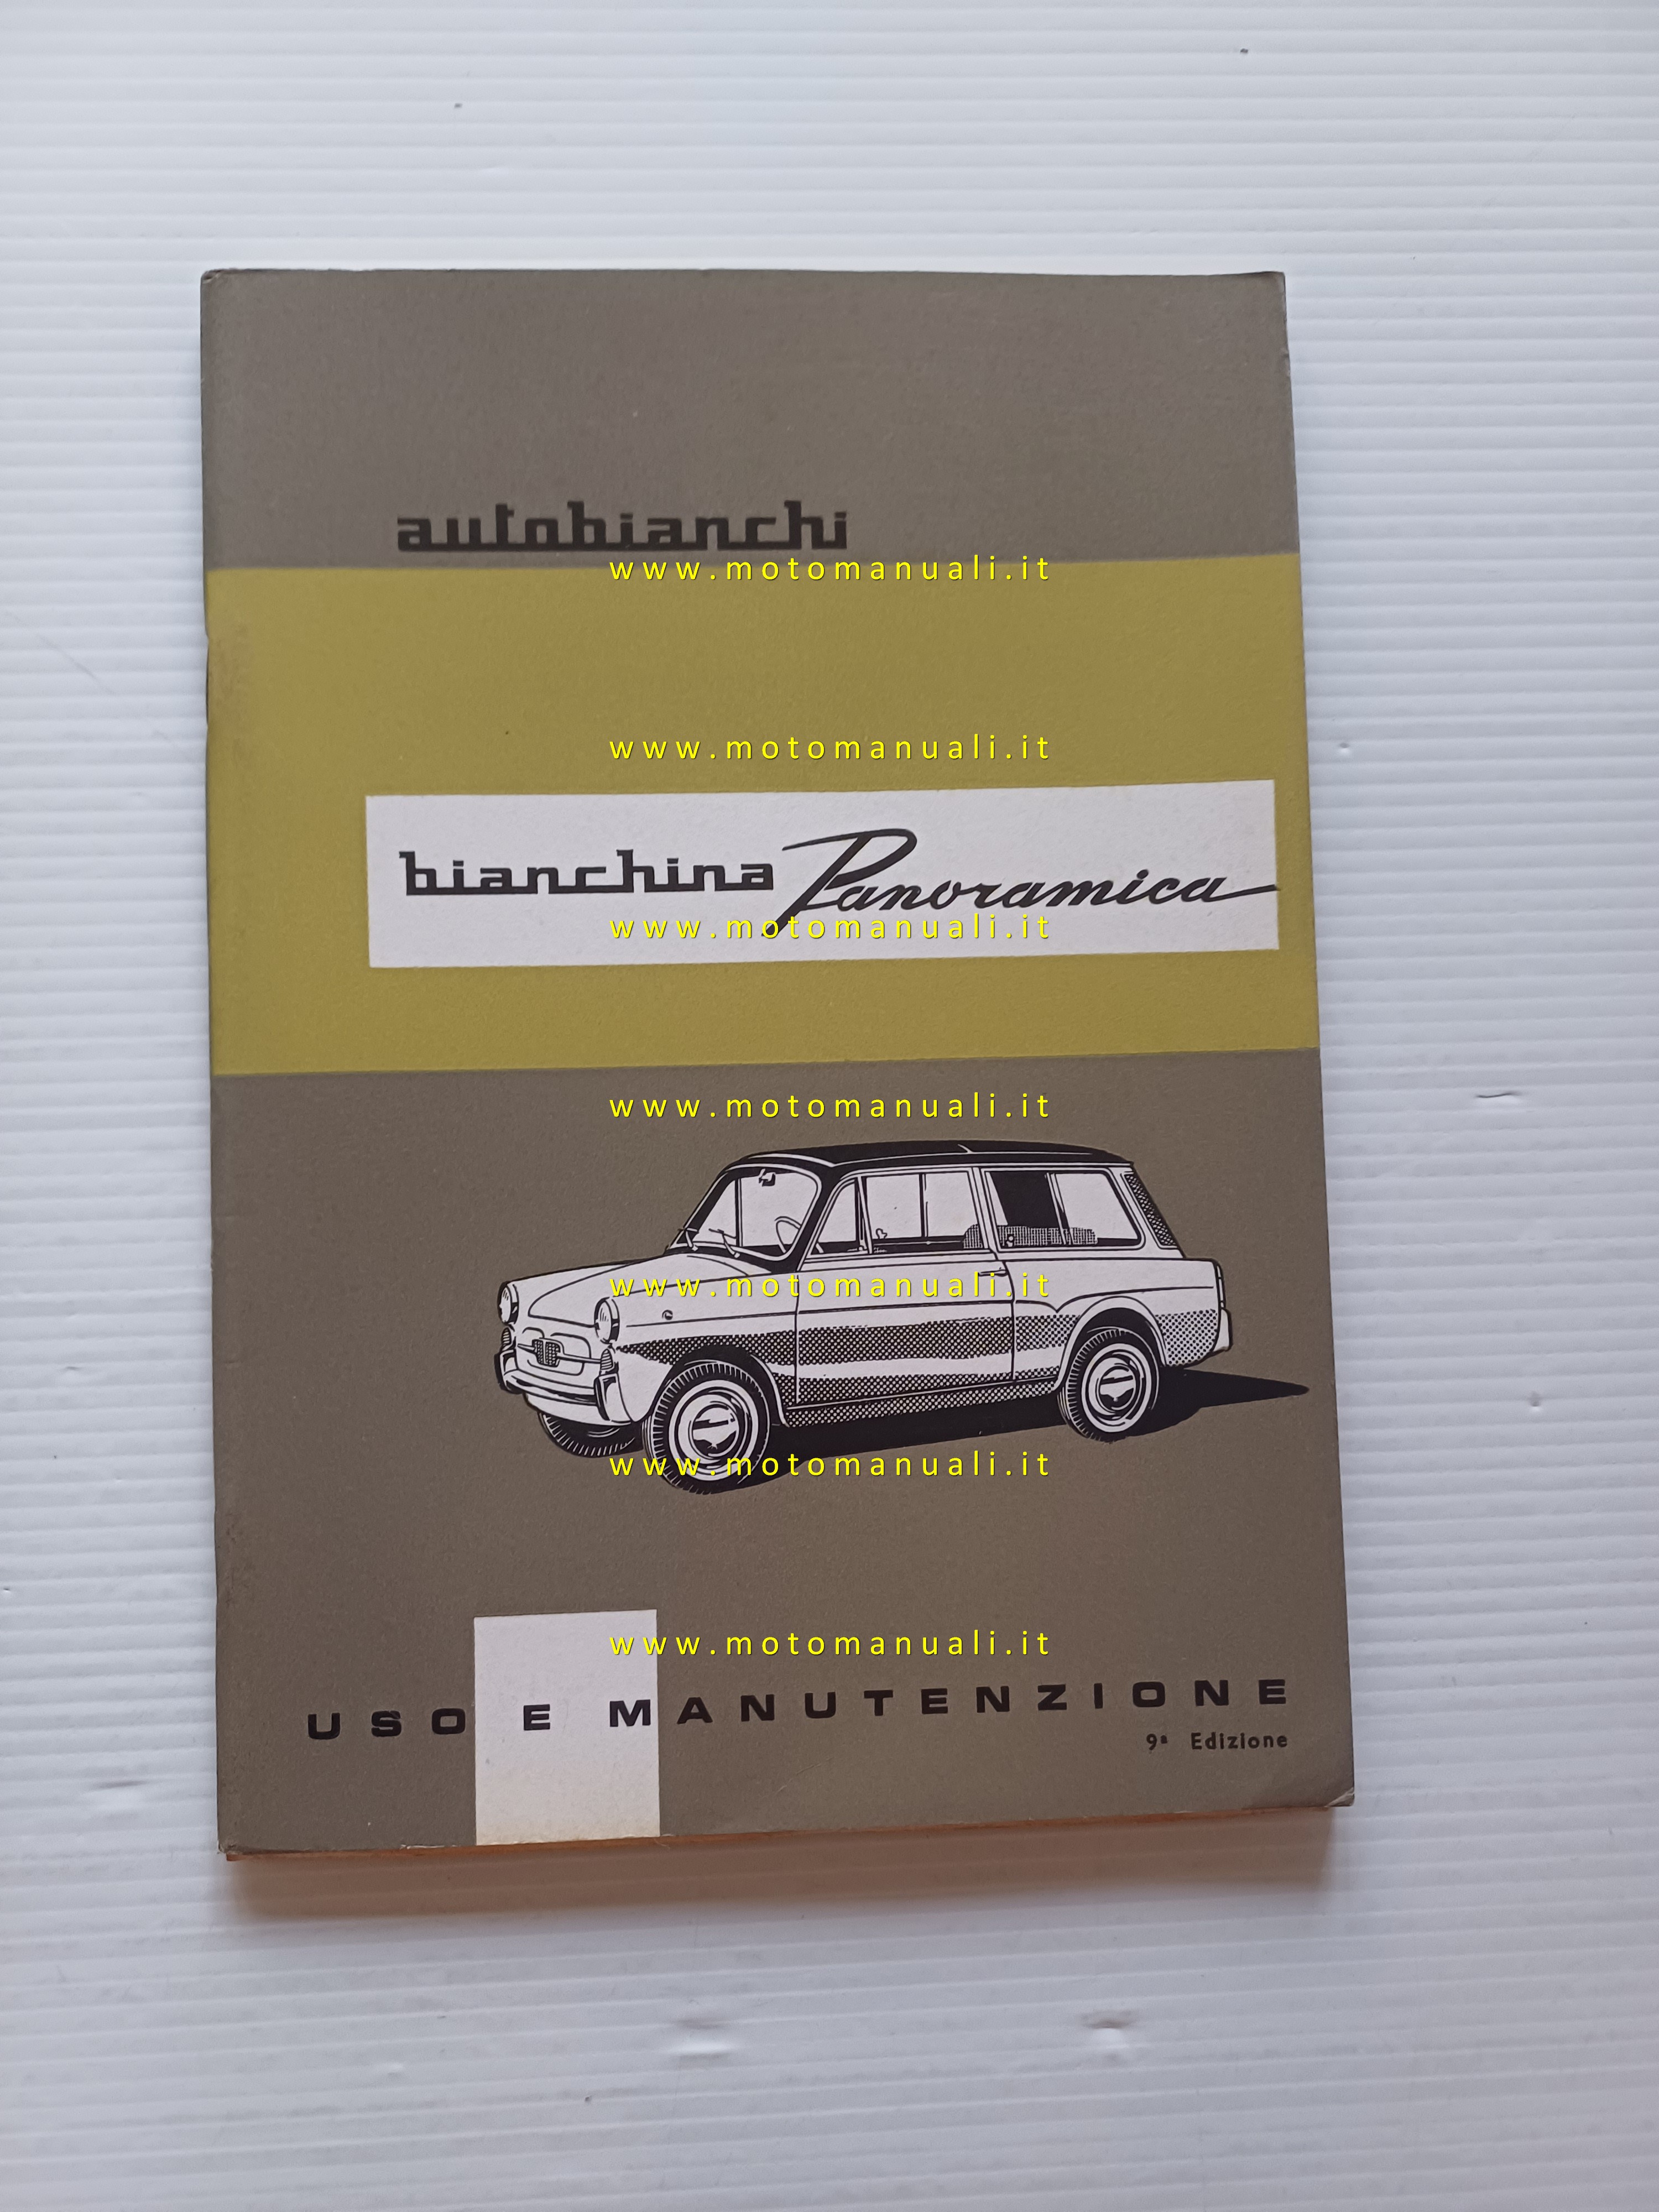 autobianchi
www.motomanuali.it
www.motomanuali.it
bianchina Panoramica
www.motomanuali.it
www.motomanuali.it
www.motomanuali.it
www.motomanuali.it
www.motomanuali.it
USO E MANUTENZIONE
9ª Edizione